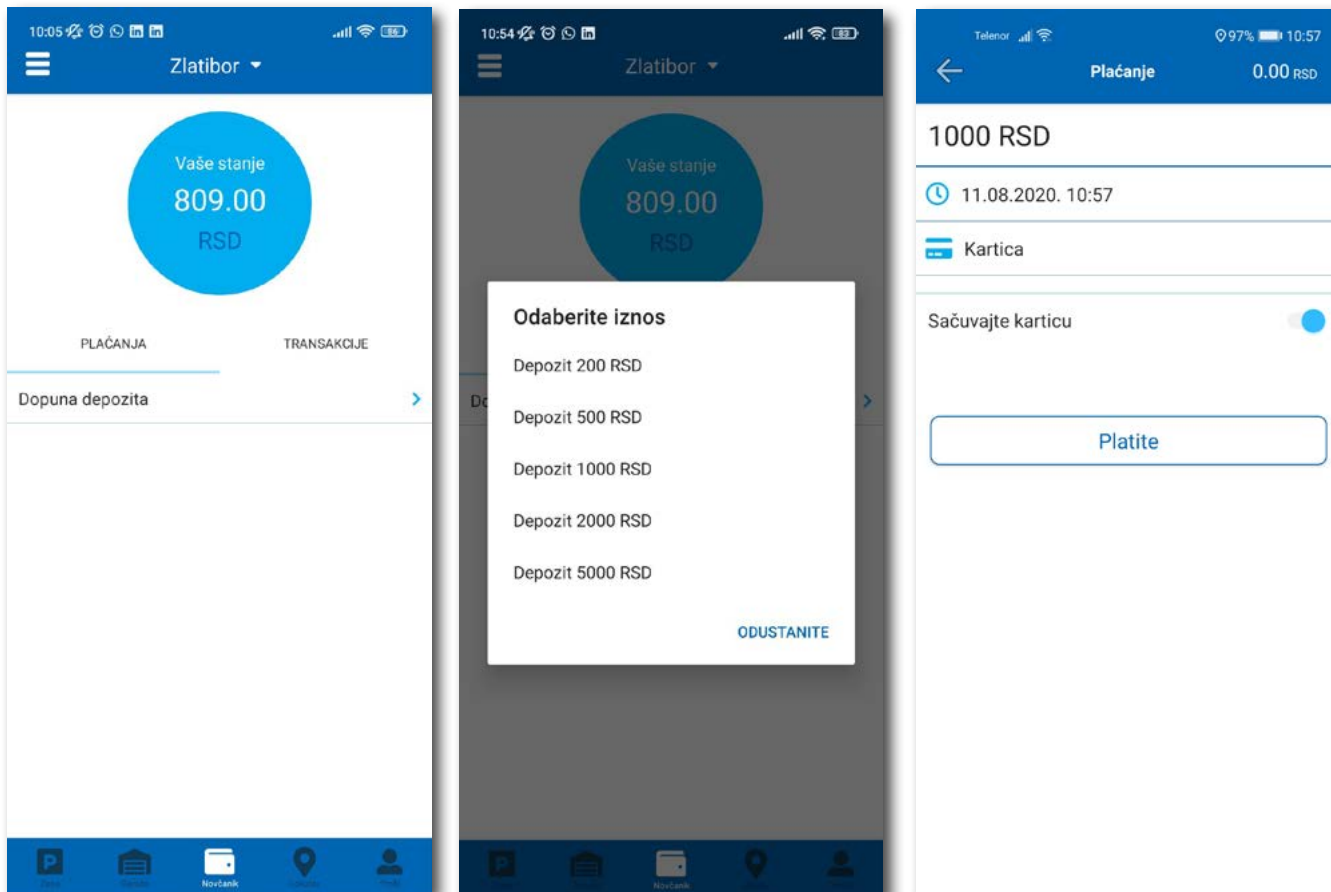 10:05
86
Zlatibor
Vaše stanje
809.00
RSD
PLAĆANJA
TRANSAKCIJE
Dopuna depozita
Novčanik
10:54
83
Zlatibor
Vaše stanje
809.00
RSD
Odaberite iznos
Depozit 200 RSD
Depozit 500 RSD
Depozit 1000 RSD
Depozit 2000 RSD
Depozit 5000 RSD
ODUSTANITE
Novčanik
Telenor
97% 10:57
Plaćanje
0.00 RSD
1000 RSD
11.08.2020. 10:57
Kartica
Sačuvajte karticu
Platite